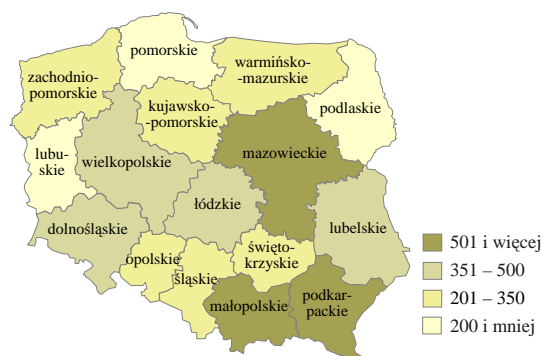 pomorskie
zachodnio-
pomorskie
warmińsko-
-mazurskie
podlaskie
kujawsko-
-pomorskie
lubu-
skie
wielkopolskie
mazowieckie
łódzkie
dolnośląskie
lubelskie
opolskie
śląskie
święto-
krzyskie
małopolskie
podkar-
packie
501 i więcej
351 – 500
201 – 350
200 i mniej